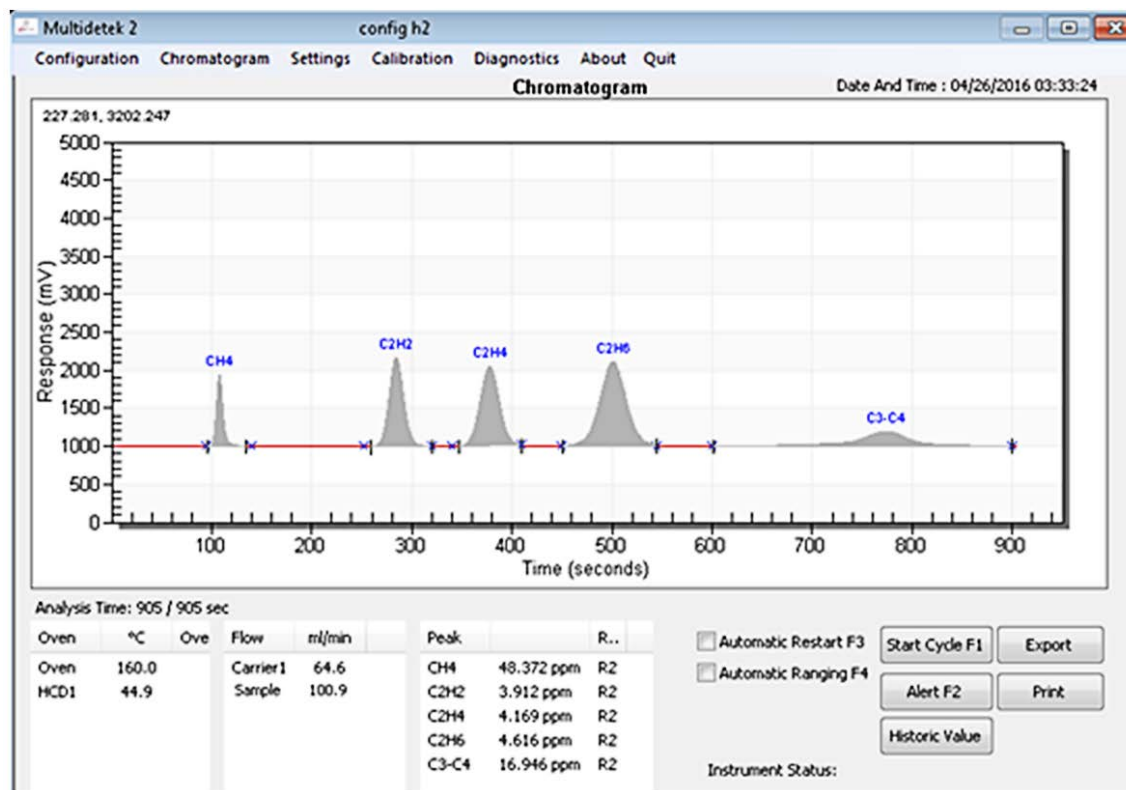 Multidetek 2 config h2
Configuration Chromatogram Settings Calibration Diagnostics About Quit
Chromatogram Date And Time : 04/26/2016 03:33:24
227.281, 3202.247
5000
4500
4000
3500
3000
2500
2000
1500
1000
500
0
Response (mV)
CH4
C2H2
C2H4
C2H6
C3-C4
100 200 300 400 500 600 700 800 900
Time (seconds)
Analysis Time: 905 / 905 sec
Oven °C Ove
Oven 160.0
HCD1 44.9
Flow ml/min
Carrier1 64.6
Sample 100.9
Peak R..
CH4 48.372 ppm R2
C2H2 3.912 ppm R2
C2H4 4.169 ppm R2
C2H6 4.616 ppm R2
C3-C4 16.946 ppm R2
Automatic Restart F3
Automatic Ranging F4
Start Cycle F1 Export
Alert F2 Print
Historic Value
Instrument Status: